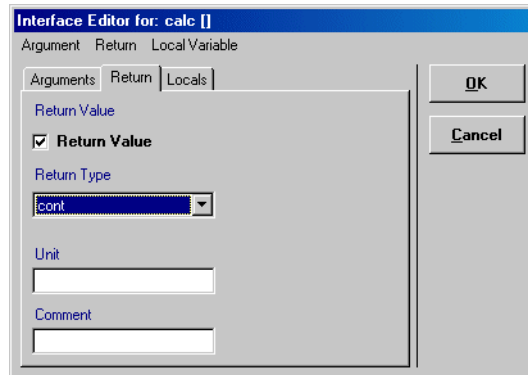 Interface Editor for: calc []
Argument Return Local Variable
Arguments Return Locals
Return Value
Return Value
Return Type
cont
Unit
Comment
OK
Cancel